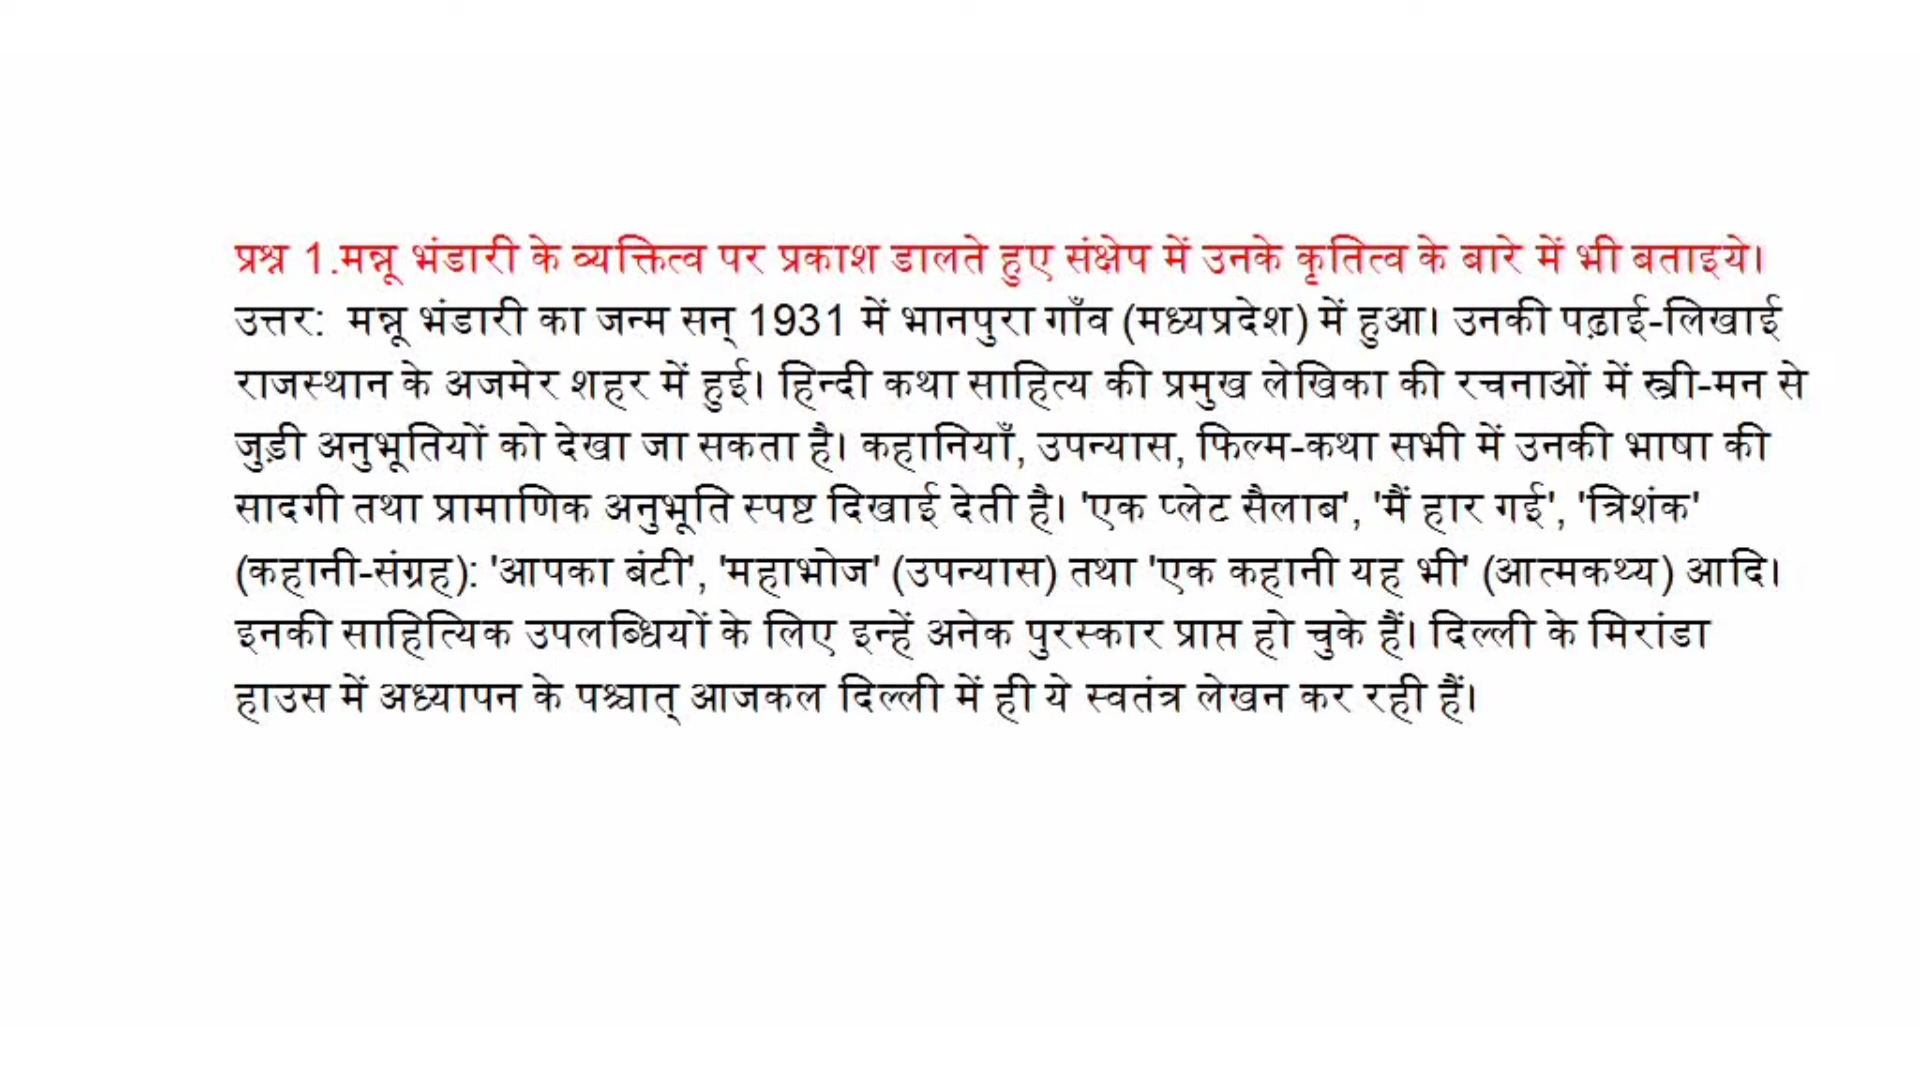 प्रश्न 1.मन्नू भंडारी के व्यक्तित्व पर प्रकाश डालते हुए संक्षेप में उनके कृतित्व के बारे में भी बताइये।
उत्तर: मन्नू भंडारी का जन्म सन् 1931 में भानपुरा गाँव (मध्यप्रदेश) में हुआ। उनकी पढ़ाई-लिखाई
राजस्थान के अजमेर शहर में हुई। हिन्दी कथा साहित्य की प्रमुख लेखिका की रचनाओं में स्त्री-मन से
जुड़ी अनुभूतियों को देखा जा सकता है। कहानियाँ, उपन्यास, फिल्म-कथा सभी में उनकी भाषा की
सादगी तथा प्रामाणिक अनुभूति स्पष्ट दिखाई देती है। 'एक प्लेट सैलाब', 'मैं हार गई', 'त्रिशंक'
(कहानी-संग्रह): 'आपका बंटी', 'महाभोज' (उपन्यास) तथा 'एक कहानी यह भी' (आत्मकथ्य) आदि।
इनकी साहित्यिक उपलब्धियों के लिए इन्हें अनेक पुरस्कार प्राप्त हो चुके हैं। दिल्ली के मिरांडा
हाउस में अध्यापन के पश्चात् आजकल दिल्ली में ही ये स्वतंत्र लेखन कर रही हैं।